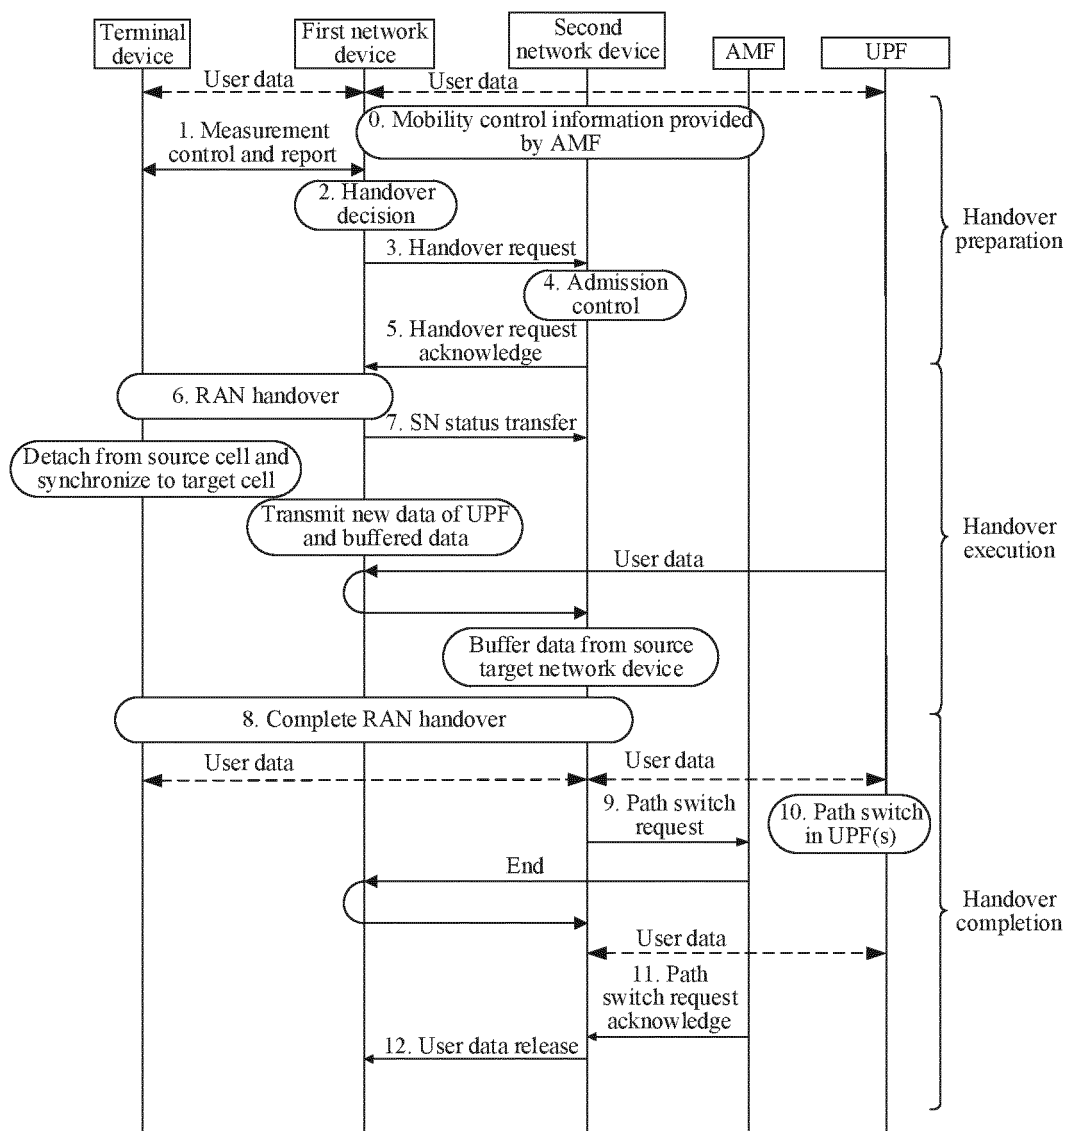 Terminal
device
First network
device
Second
network device
AMF
UPF
User data
User data
0. Mobility control information provided
by AMF
1. Measurement
control and report
2. Handover
decision
3. Handover request
4. Admission
control
5. Handover request
acknowledge
Handover
preparation
6. RAN handover
7. SN status transfer
Detach from source cell and
synchronize to target cell
Transmit new data of UPF
and buffered data
User data
Buffer data from source
target network device
Handover
execution
8. Complete RAN handover
User data
User data
9. Path switch
request
10. Path switch
in UPF(s)
End
User data
11. Path
switch request
acknowledge
12. User data release
Handover
completion